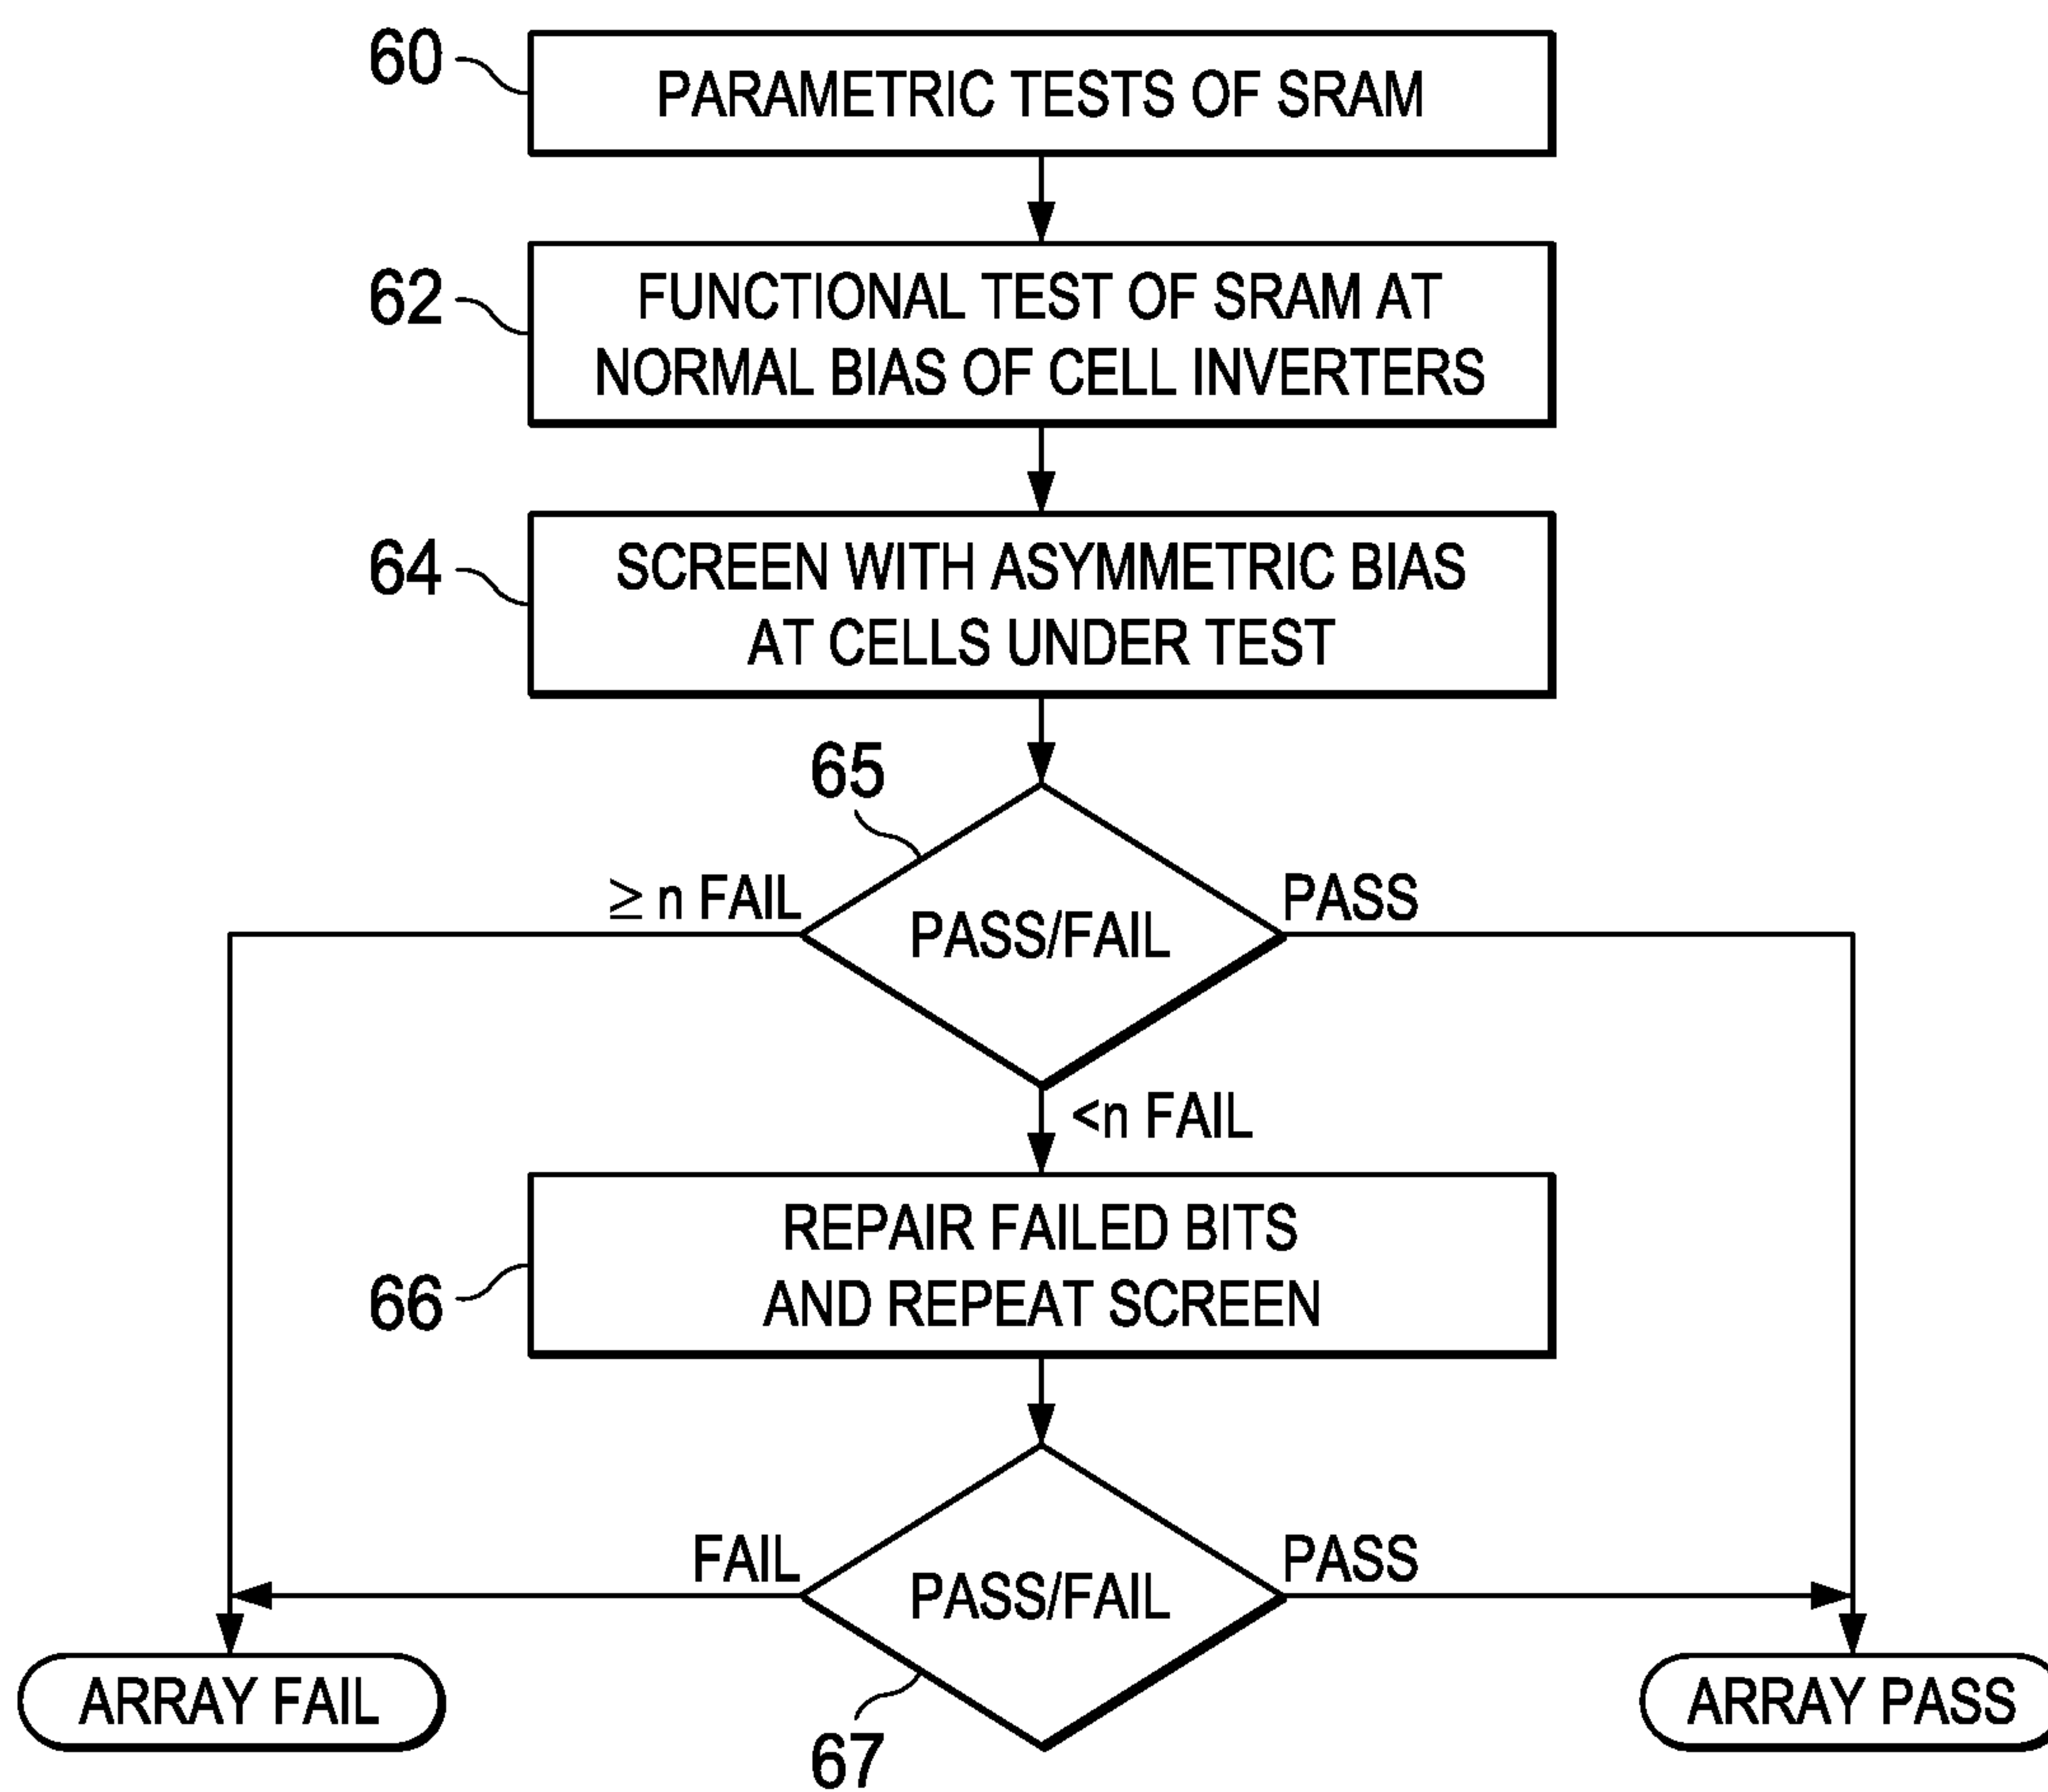 60
PARAMETRIC TESTS OF SRAM
62
FUNCTIONAL TEST OF SRAM AT
NORMAL BIAS OF CELL INVERTERS
64
SCREEN WITH ASYMMETRIC BIAS
AT CELLS UNDER TEST
65
≥ n FAIL
PASS/FAIL
PASS
<n FAIL
66
REPAIR FAILED BITS
AND REPEAT SCREEN
FAIL
PASS/FAIL
PASS
67
ARRAY FAIL
ARRAY PASS